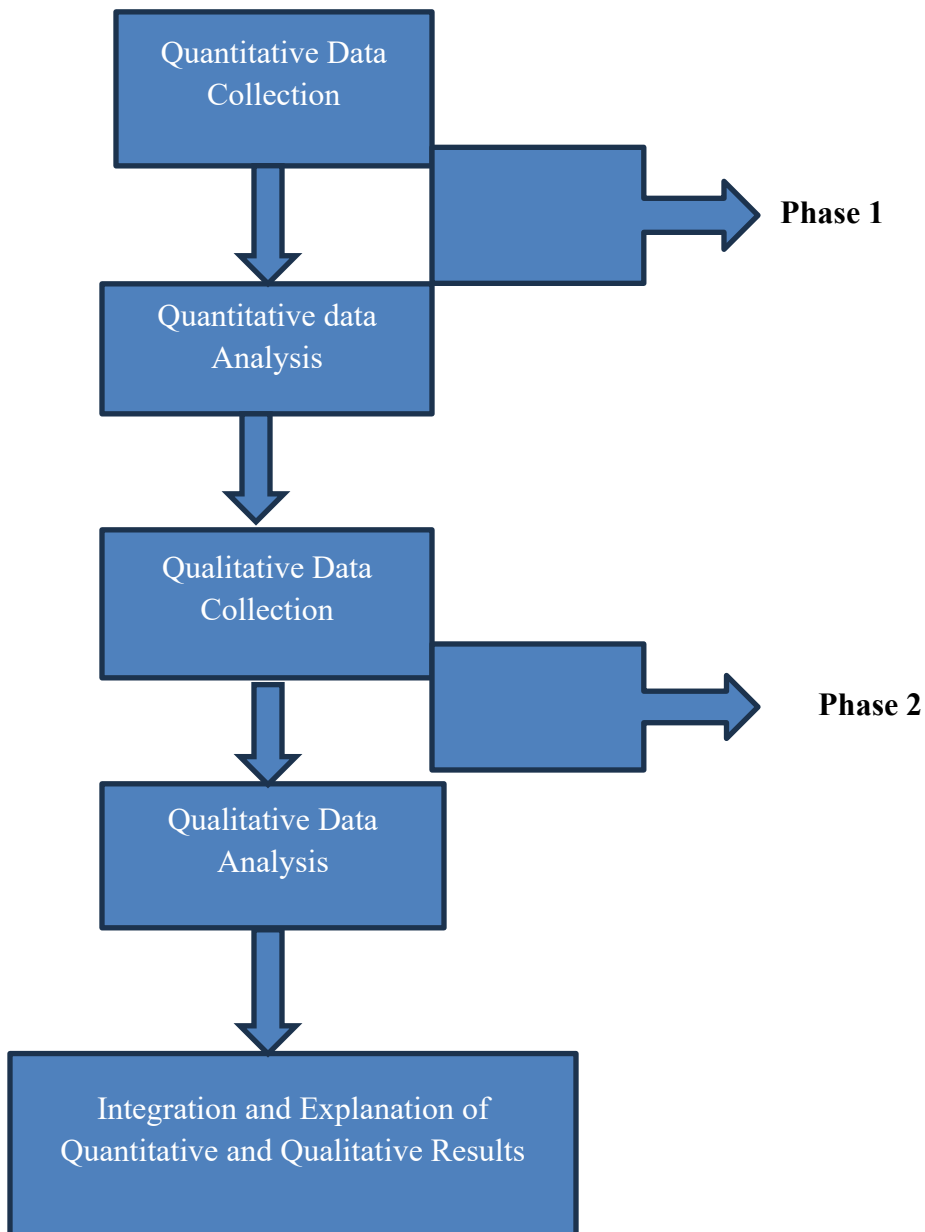 Quantitative Data
Collection
Phase 1
Quantitative data
Analysis
Qualitative Data
Collection
Phase 2
Qualitative Data
Analysis
Integration and Explanation of
Quantitative and Qualitative Results